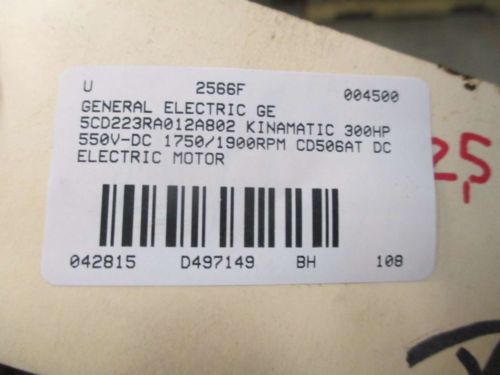 U 2566F 004500
GENERAL ELECTRIC GE
5CD223RA012A802 KINAMATIC 300HP
550V-DC 1750/1900RPM CD506AT DC
ELECTRIC MOTOR
25
042815 D497149 BH 108